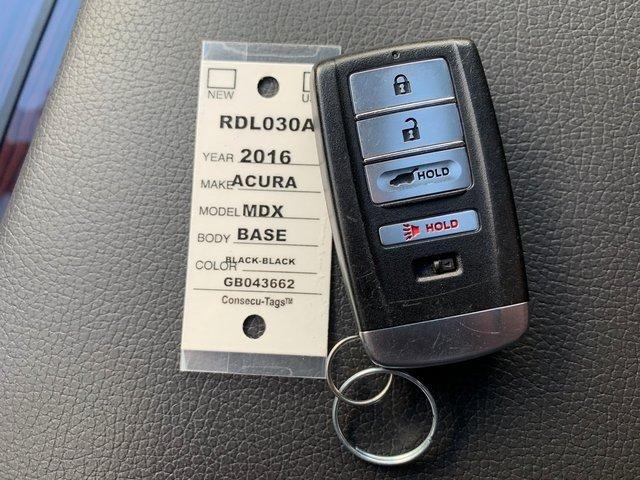 NEW
RDL030A
YEAR 2016
MAKE ACURA
MODEL MDX
BODY BASE
COLOR BLACK-BLACK
GB043662
Consecu-Tags™
HOLD
HOLD